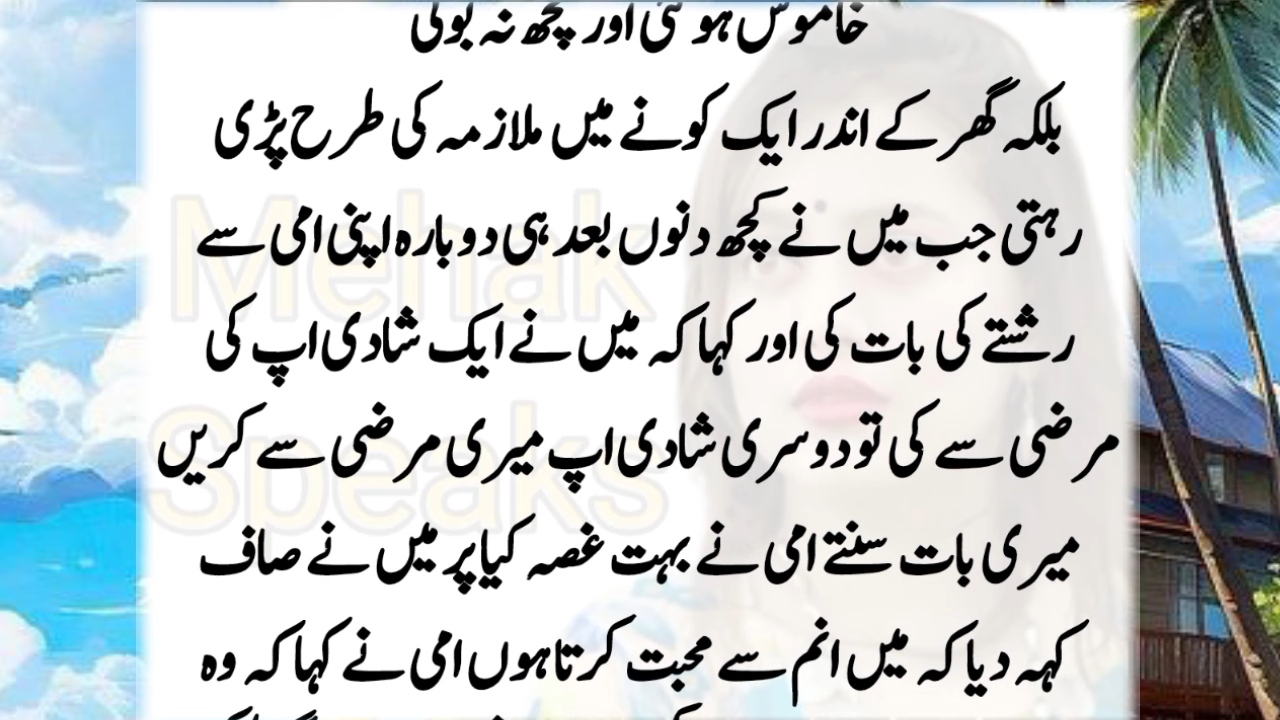 خاموش ہو گئی اور کچھ نہ بولی
بلکہ گھر کے اندر ایک کونے میں ملازمہ کی طرح پڑی
رہتی جب میں نے کچھ دنوں بعد ہی دوبارہ اپنی امی سے
رشتے کی بات کی اور کہا کہ میں نے ایک شادی اپ کی
مرضی سے کی تو دوسری شادی اپ میری مرضی سے کریں
میری بات سنتے امی نے بہت غصہ کیا پر میں نے صاف
کہہ دیا کہ میں انم سے محبت کرتا ہوں امی نے کہا کہ وہ
Mehak
Speaks